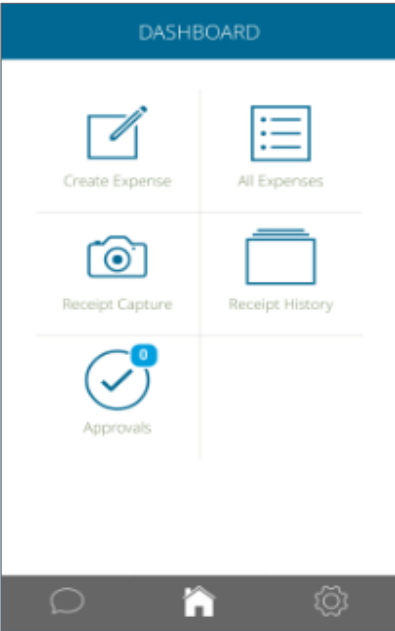 DASHBOARD
Create Expense
All Expenses
Receipt Capture
Receipt History
0
Approvals